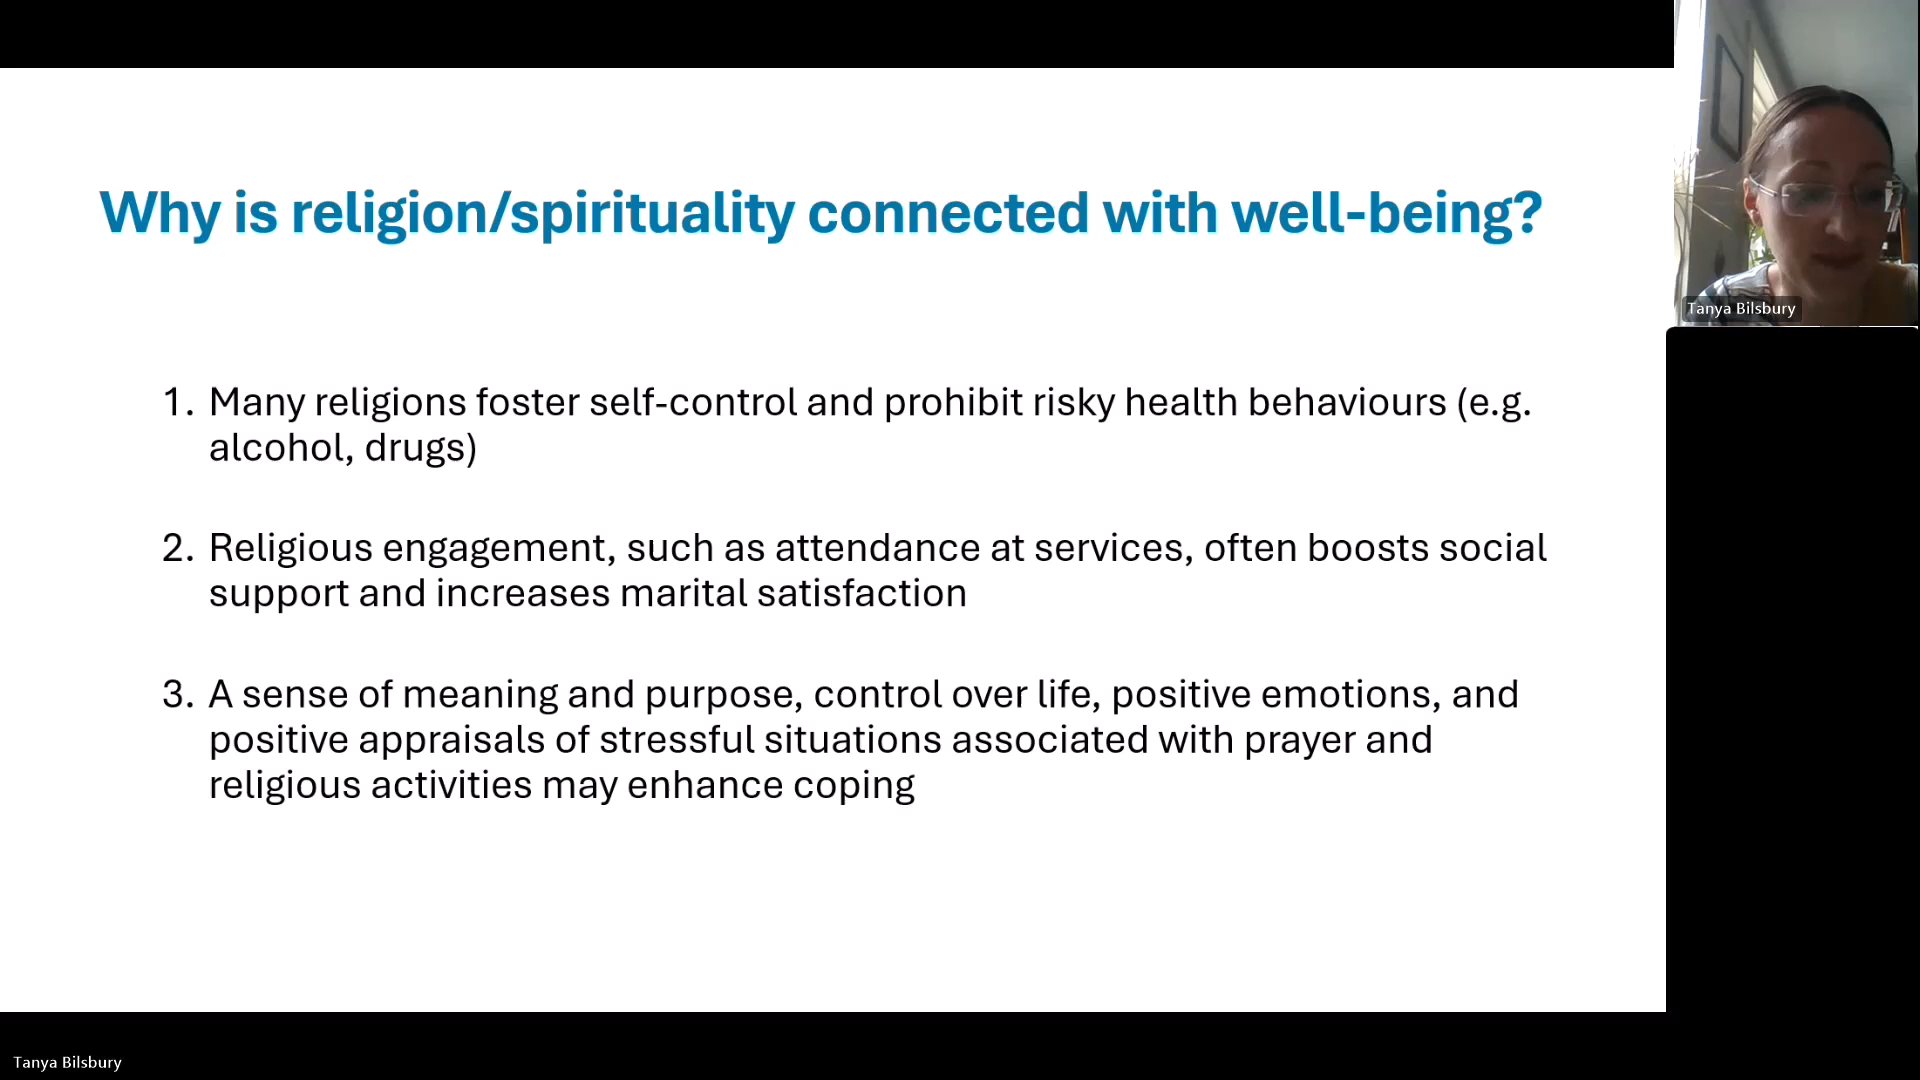 Why is religion/spirituality connected with well-being?
1. Many religions foster self-control and prohibit risky health behaviours (e.g.
alcohol, drugs)
2. Religious engagement, such as attendance at services, often boosts social
support and increases marital satisfaction
3. A sense of meaning and purpose, control over life, positive emotions, and
positive appraisals of stressful situations associated with prayer and
religious activities may enhance coping
Tanya Bilsbury
Tanya Bilsbury